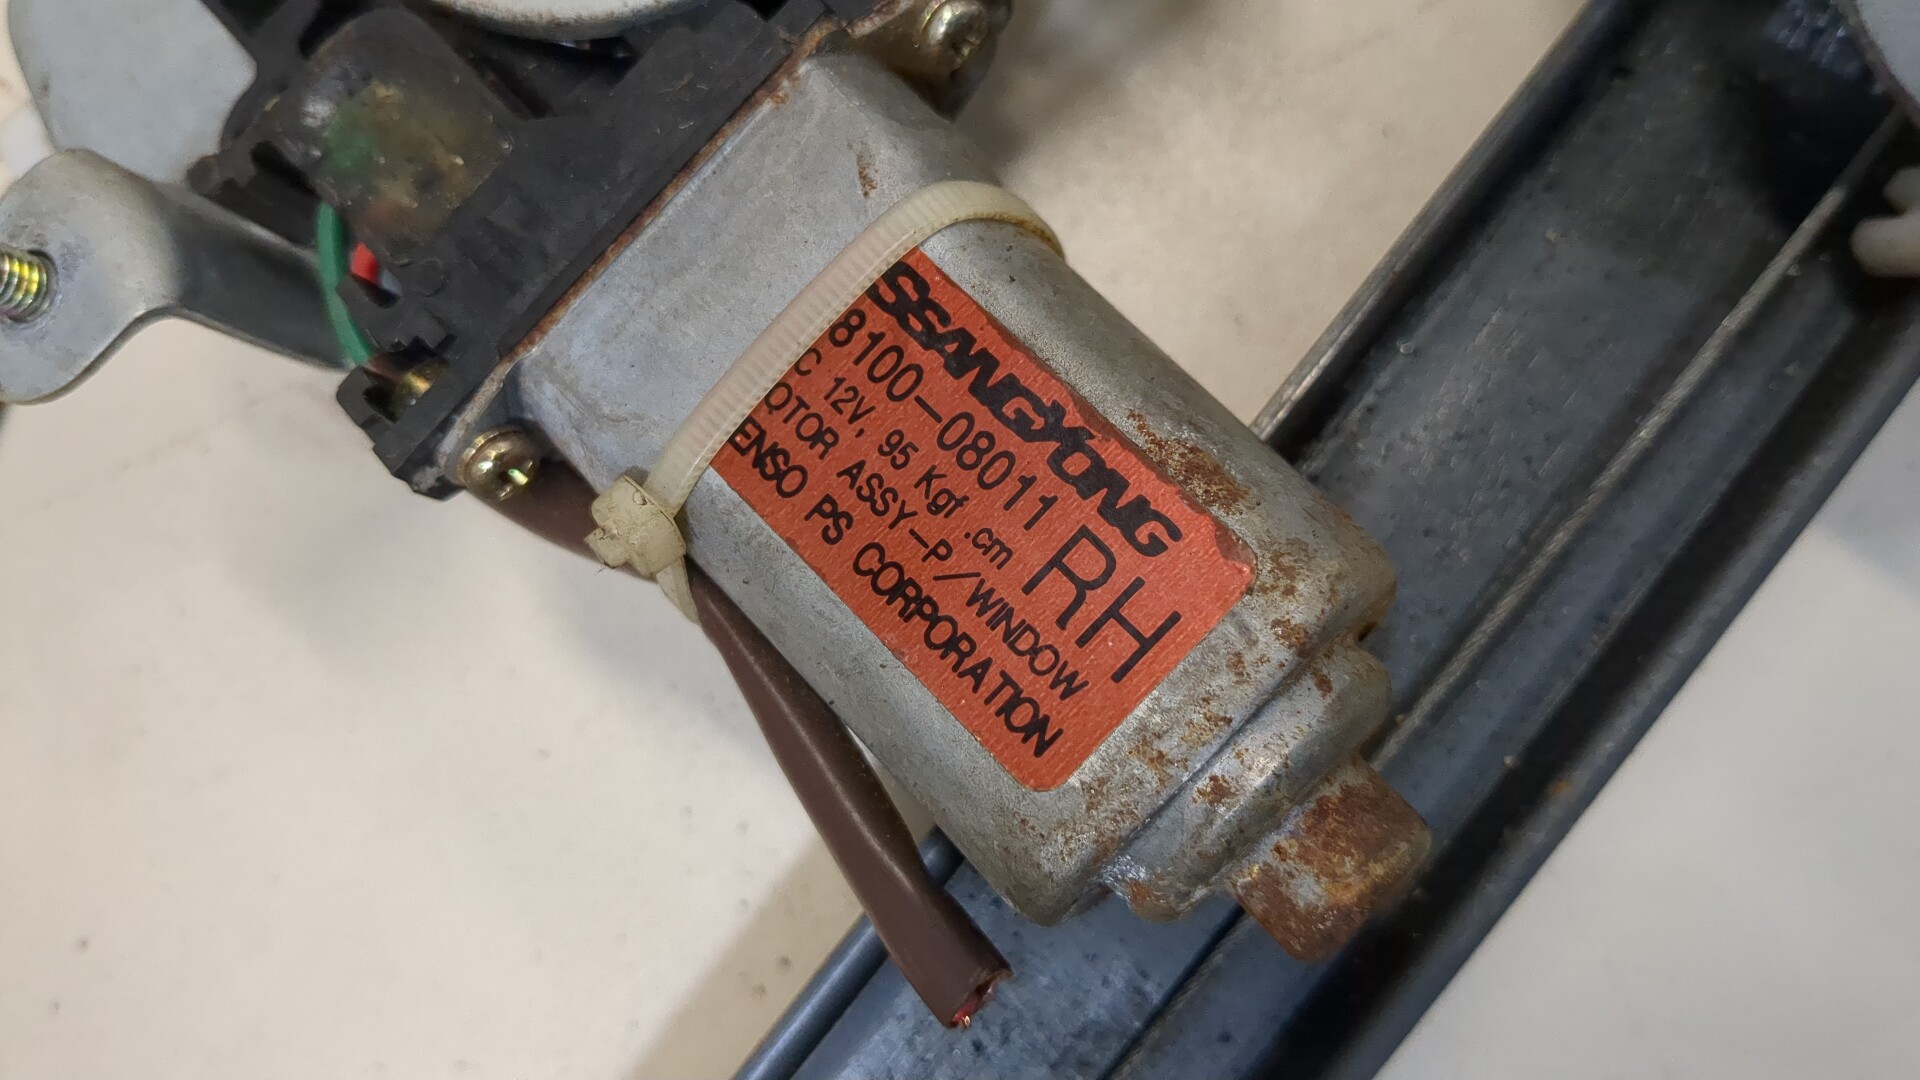 SSANGYONG
8100-08011
C 12V, 95 Kgf.cm RH
OTOR ASSY-P/WINDOW
ENSO PS CORPORATION